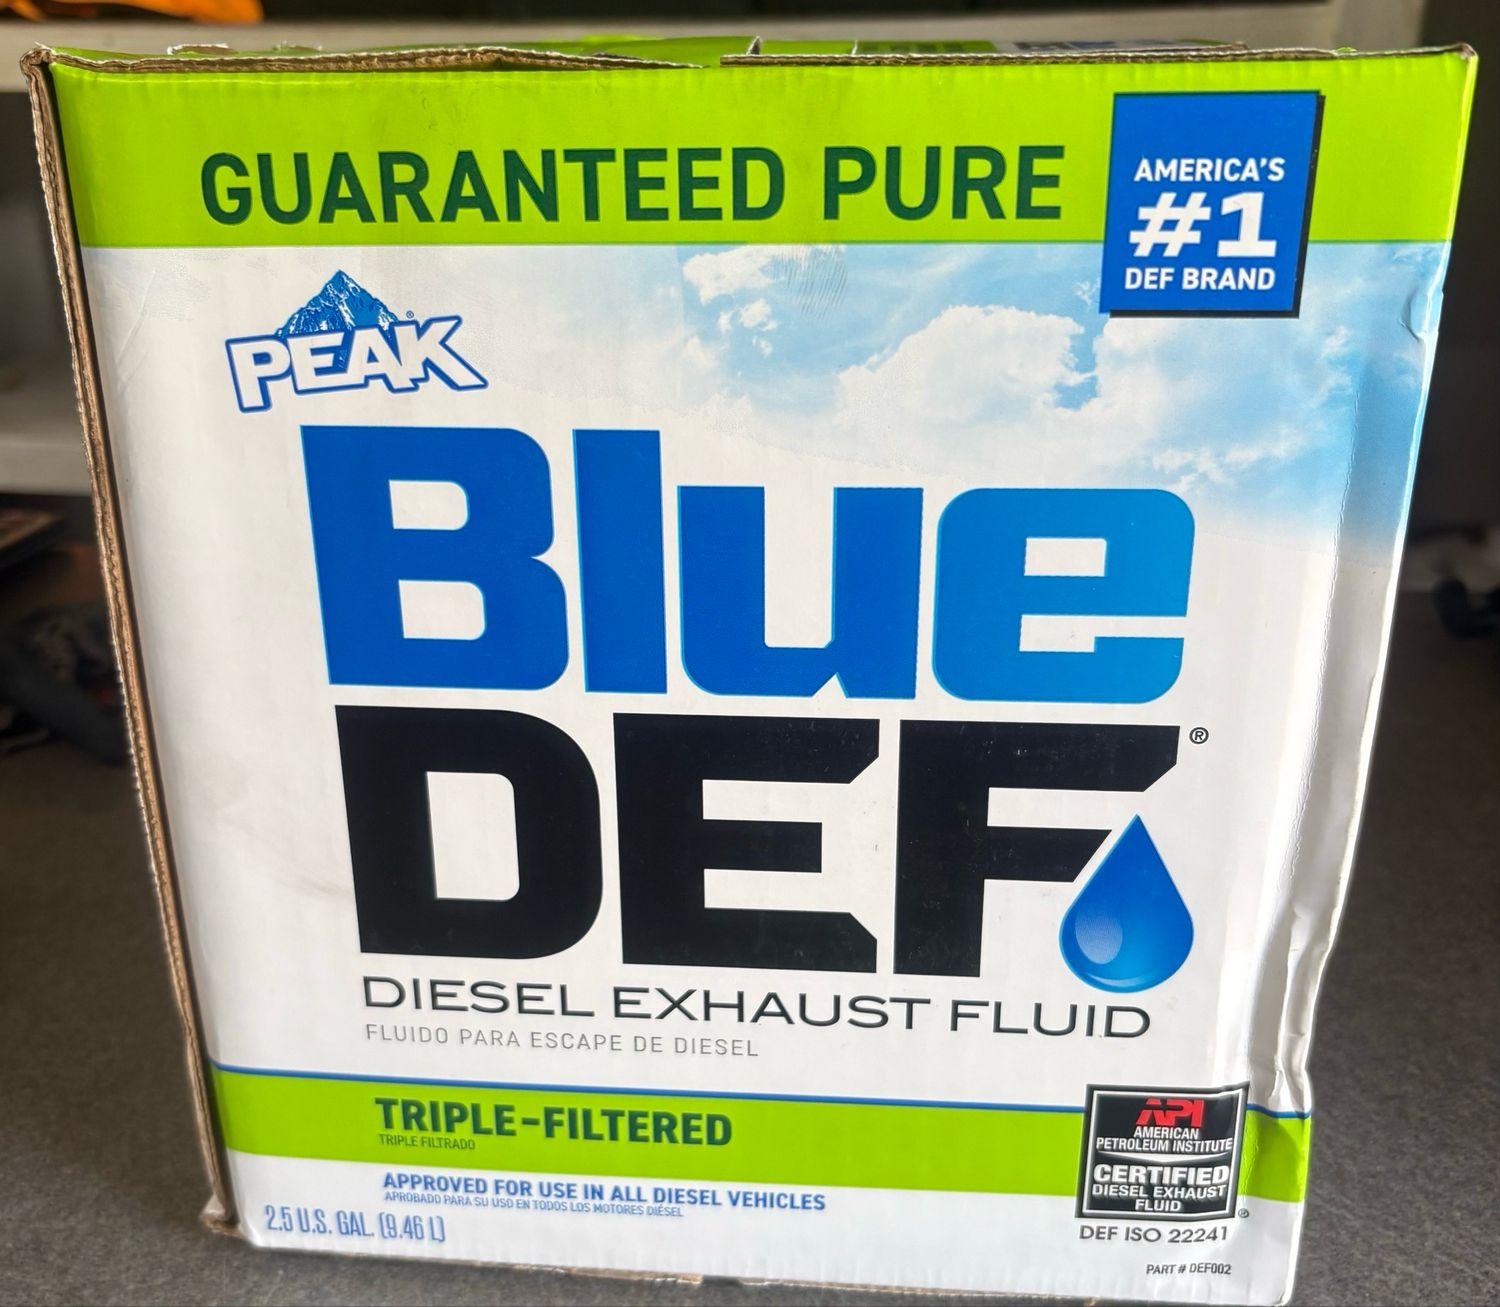 GUARANTEED PURE
AMERICA'S
#1
DEF BRAND
PEAK®
Blue
DEF®
DIESEL EXHAUST FLUID
FLUIDO PARA ESCAPE DE DIESEL
TRIPLE-FILTERED
TRIPLE FILTRADO
APPROVED FOR USE IN ALL DIESEL VEHICLES
APROBADO PARA SU USO EN TODOS LOS MOTORES DIÉSEL
2.5 U.S. GAL. (9.46 L)
API
AMERICAN
PETROLEUM INSTITUTE
CERTIFIED
DIESEL EXHAUST
FLUID
®
DEF ISO 22241
PART # DEF002